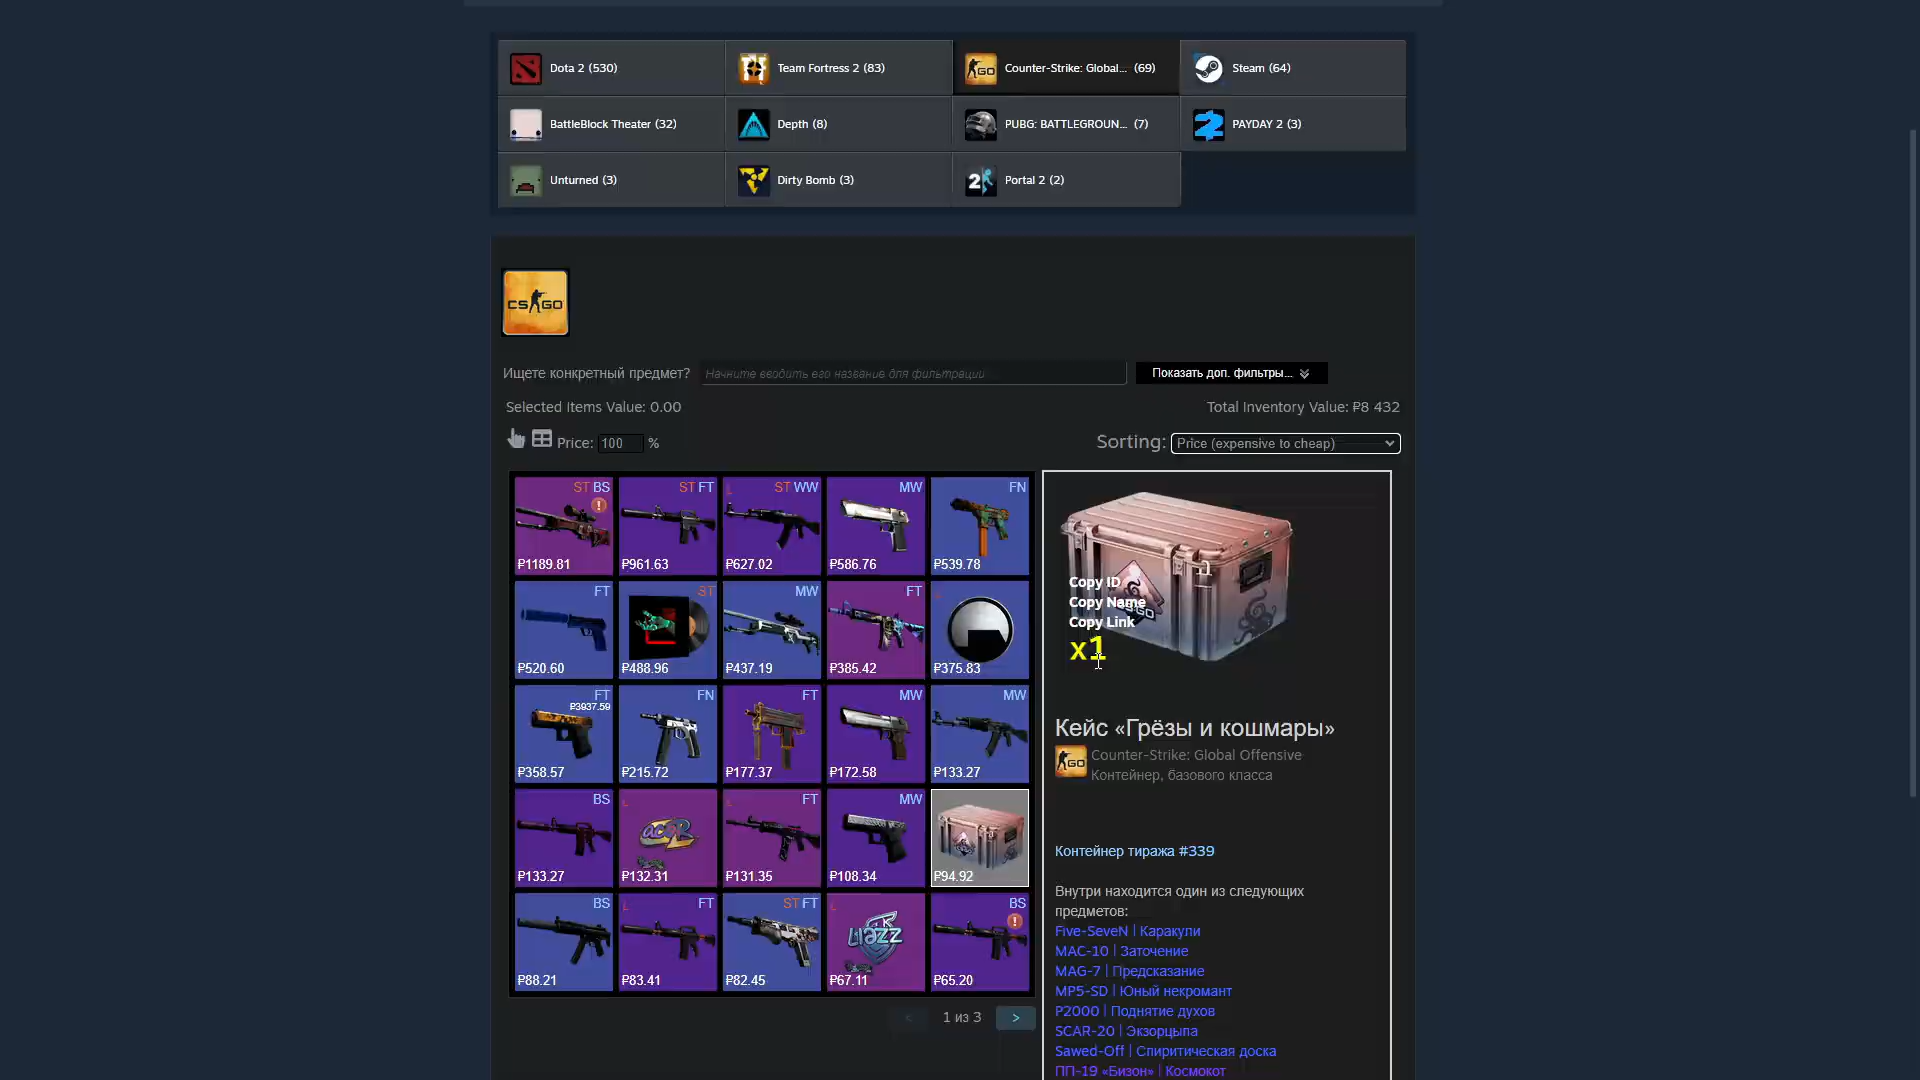 Dota 2 (530)
Team Fortress 2 (83)
Counter-Strike: Global... (69)
Steam (64)
BattleBlock Theater (32)
Depth (8)
PUBG: BATTLEGROUN... (7)
PAYDAY 2 (3)
Unturned (3)
Dirty Bomb (3)
Portal 2 (2)
CS GO
Ищете конкретный предмет?
Начните вводить его название для фильтрации
Показать доп. фильтры...
Selected Items Value: 0.00
Total Inventory Value: ₽8 432
Price: 100 %
Sorting: Price (expensive to cheap)
ST BS
₽1189.81
ST FT
₽961.63
ST WW
₽627.02
MW
₽586.76
FN
₽539.78
FT
₽520.60
ST
₽488.96
MW
₽437.19
FT
₽385.42
₽375.83
FT
₽3937.59
₽358.57
FN
₽215.72
FT
₽177.37
MW
₽172.58
MW
₽133.27
BS
₽133.27
₽132.31
FT
₽131.35
MW
₽108.34
₽94.92
BS
₽88.21
FT
₽83.41
ST FT
₽82.45
₽67.11
BS
₽65.20
< 1 из 3 >
Copy ID
Copy Name
Copy Link
x1
Кейс «Грёзы и кошмары»
Counter-Strike: Global Offensive
Контейнер, базового класса
Контейнер тиража #339
Внутри находится один из следующих
предметов:
Five-SeveN | Каракули
MAC-10 | Заточение
MAG-7 | Предсказание
MP5-SD | Юный некромант
P2000 | Поднятие духов
SCAR-20 | Экзорцыпа
Sawed-Off | Спиритическая доска
ПП-19 «Бизон» | Космокот